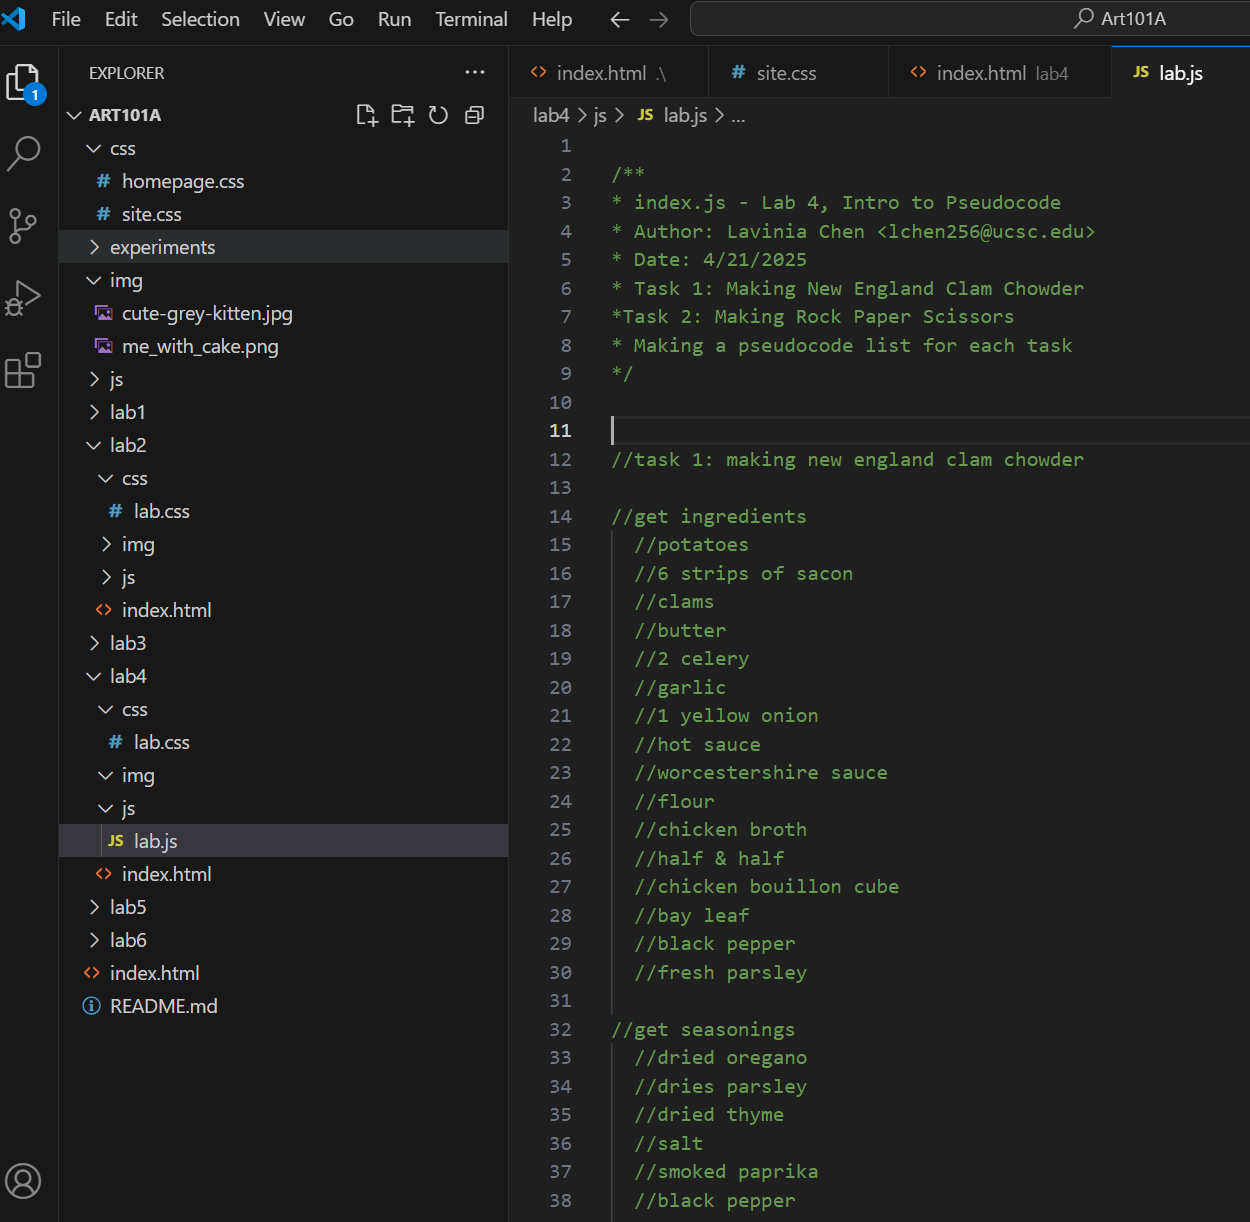 File Edit Selection View Go Run Terminal Help Art101A
EXPLORER
ART101A
css
# homepage.css
# site.css
experiments
img
cute-grey-kitten.jpg
me_with_cake.png
js
lab1
lab2
css
# lab.css
img
js
<> index.html
lab3
lab4
css
# lab.css
img
js
JS lab.js
<> index.html
lab5
lab6
<> index.html
README.md
1
<> index.html .\ # site.css <> index.html lab4 JS lab.js
lab4 > js > JS lab.js > ...
1
2 /**
3 * index.js - Lab 4, Intro to Pseudocode
4 * Author: Lavinia Chen <lchen256@ucsc.edu>
5 * Date: 4/21/2025
6 * Task 1: Making New England Clam Chowder
7 *Task 2: Making Rock Paper Scissors
8 * Making a pseudocode list for each task
9 */
10
11
12 //task 1: making new england clam chowder
13
14 //get ingredients
15 //potatoes
16 //6 strips of sacon
17 //clams
18 //butter
19 //2 celery
20 //garlic
21 //1 yellow onion
22 //hot sauce
23 //worcestershire sauce
24 //flour
25 //chicken broth
26 //half & half
27 //chicken bouillon cube
28 //bay leaf
29 //black pepper
30 //fresh parsley
31
32 //get seasonings
33 //dried oregano
34 //dries parsley
35 //dried thyme
36 //salt
37 //smoked paprika
38 //black pepper